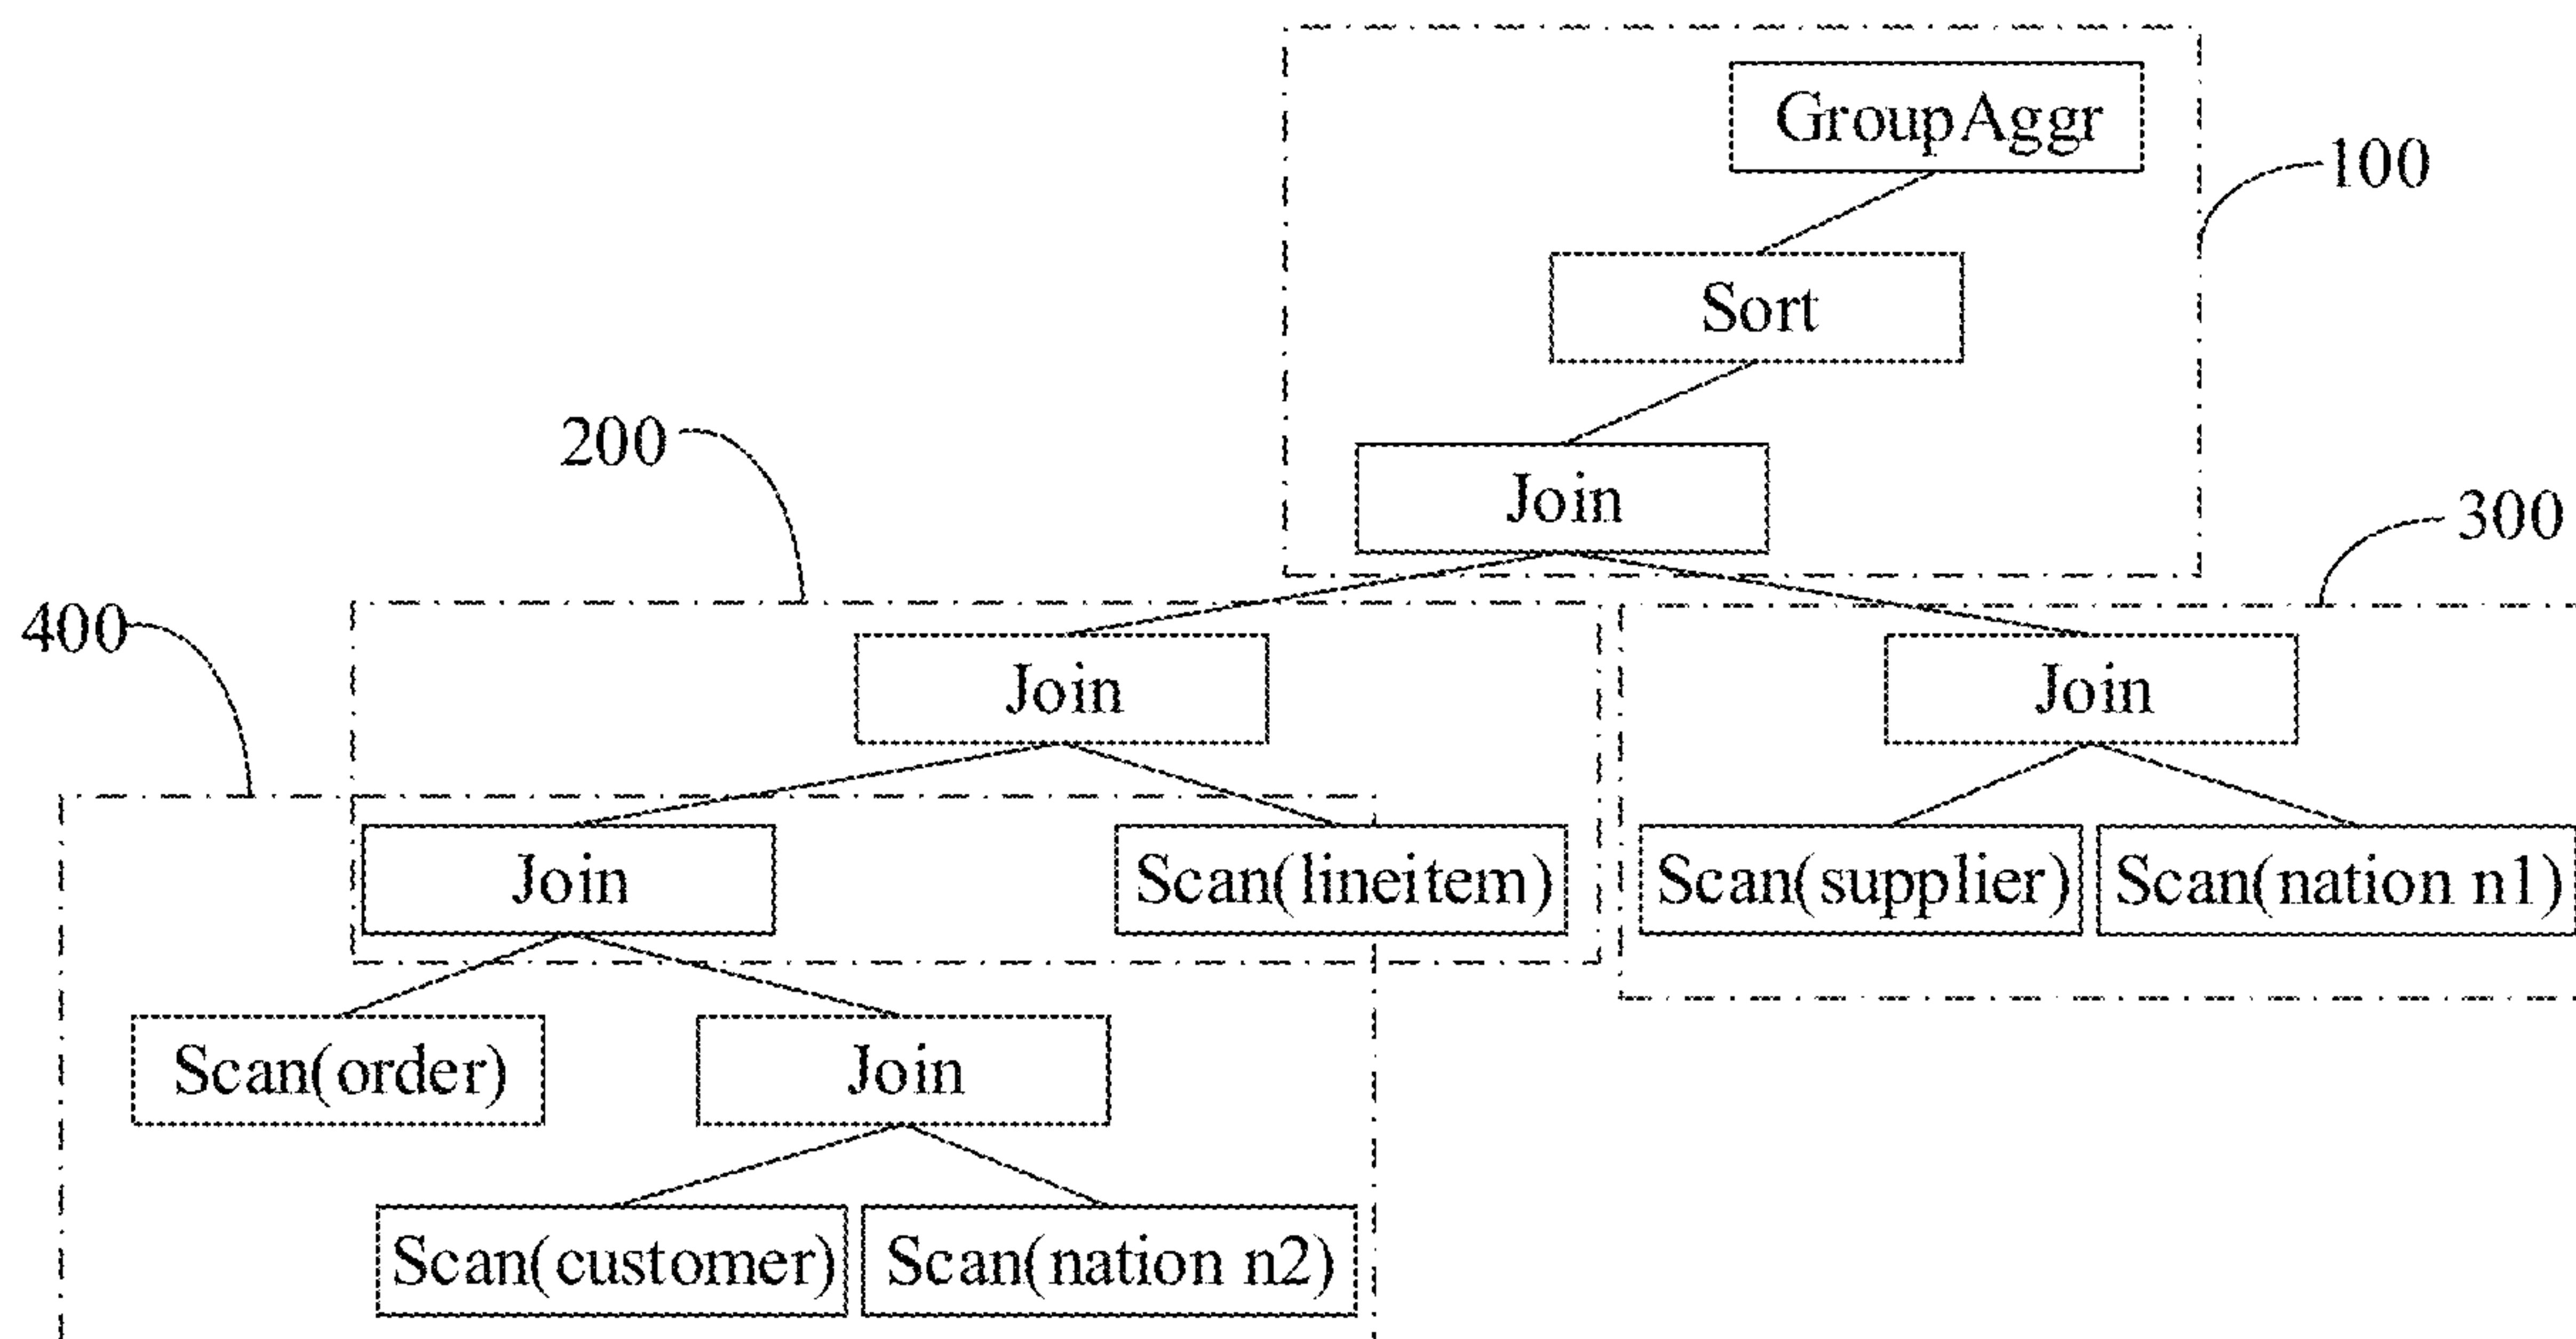 GroupAggr
100
Sort
200
Join
300
400
Join
Join
Join
Scan(lineitem)
Scan(supplier)
Scan(nation n1)
Scan(order)
Join
Scan(customer)
Scan(nation n2)